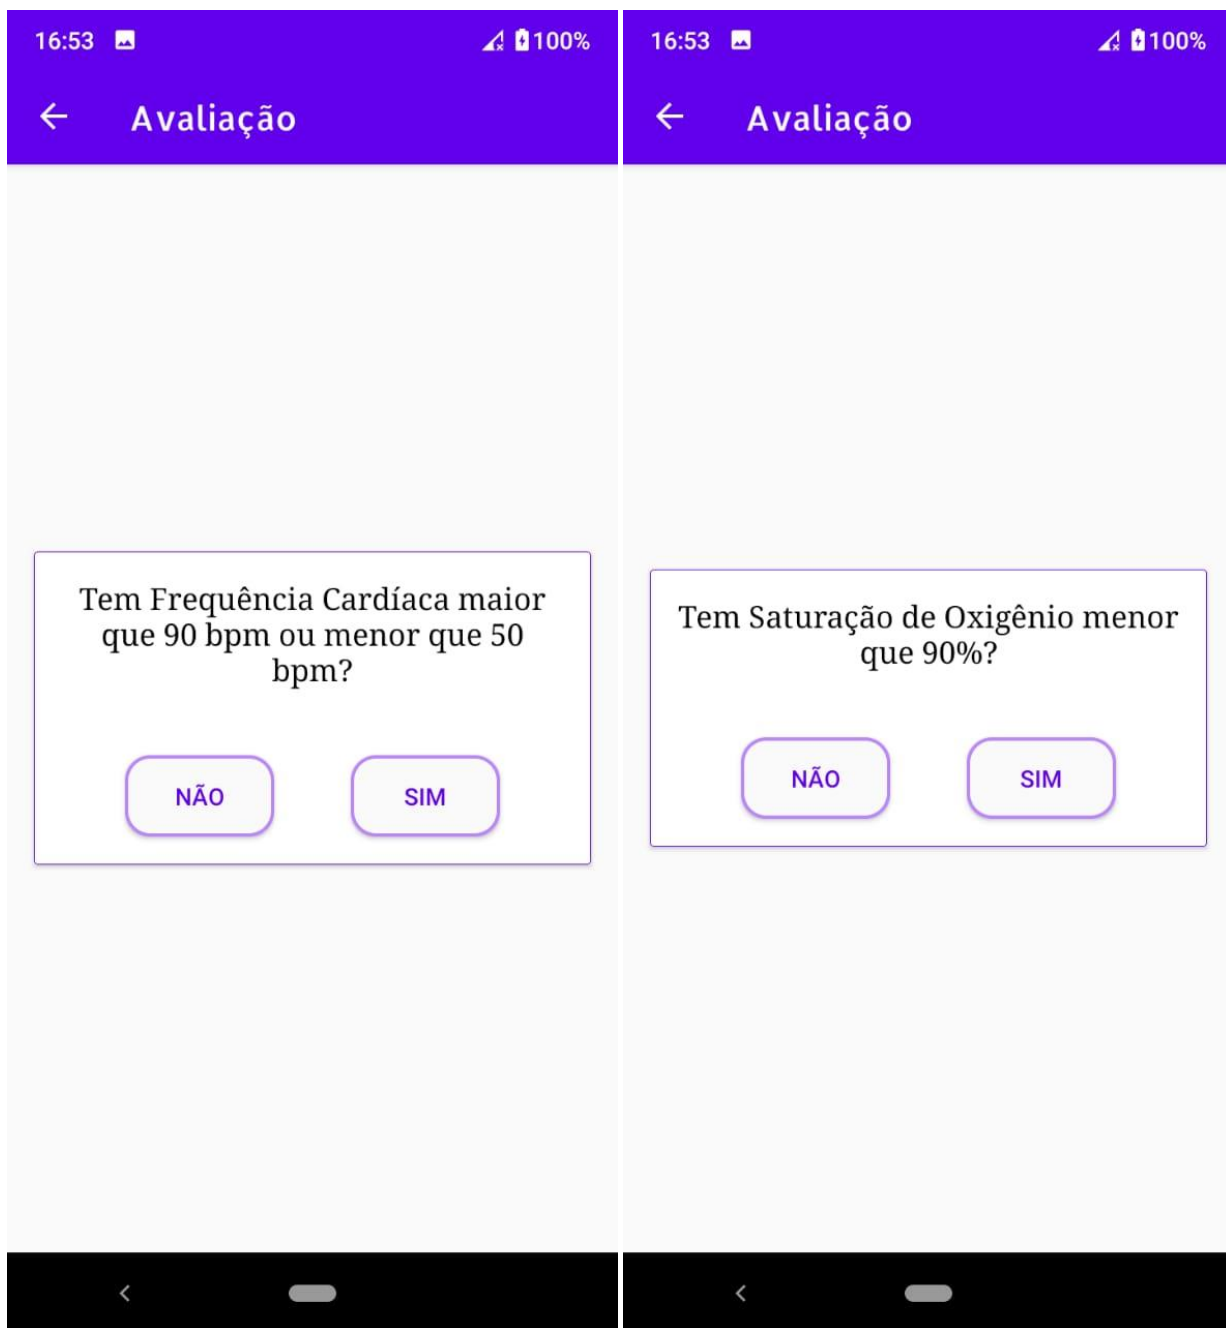 16:53
100%
Avaliação
Tem Frequência Cardíaca maior
que 90 bpm ou menor que 50
bpm?
NÃO
SIM
16:53
100%
Avaliação
Tem Saturação de Oxigênio menor
que 90%?
NÃO
SIM